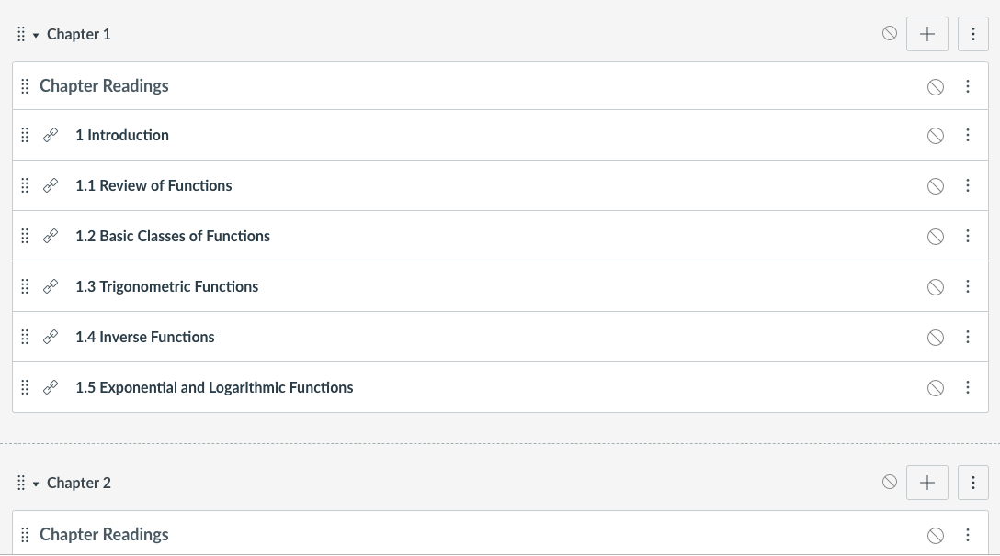 Chapter 1
Chapter Readings
1 Introduction
1.1 Review of Functions
1.2 Basic Classes of Functions
1.3 Trigonometric Functions
1.4 Inverse Functions
1.5 Exponential and Logarithmic Functions
Chapter 2
Chapter Readings